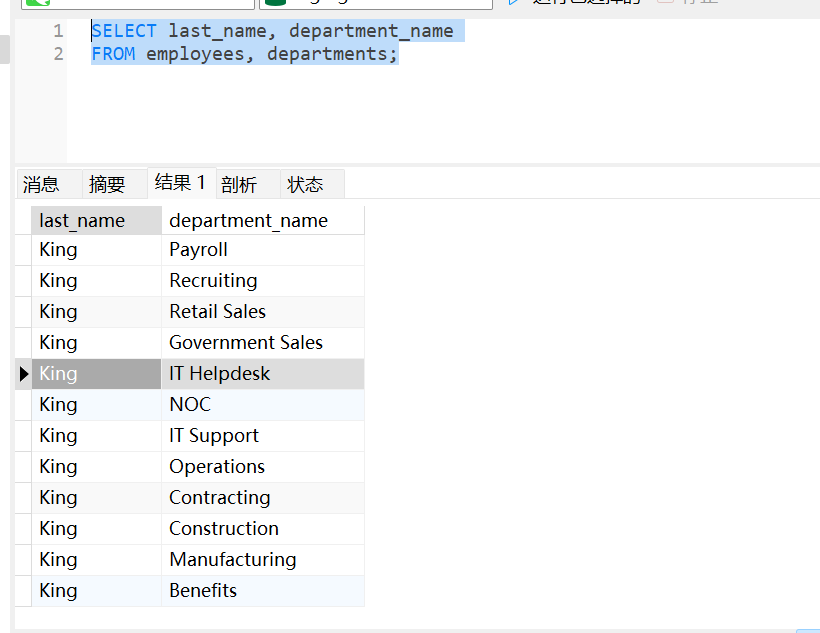 1 SELECT last_name, department_name
2 FROM employees, departments;
消息 摘要 结果 1 剖析 状态
last_name department_name
King Payroll
King Recruiting
King Retail Sales
King Government Sales
King IT Helpdesk
King NOC
King IT Support
King Operations
King Contracting
King Construction
King Manufacturing
King Benefits